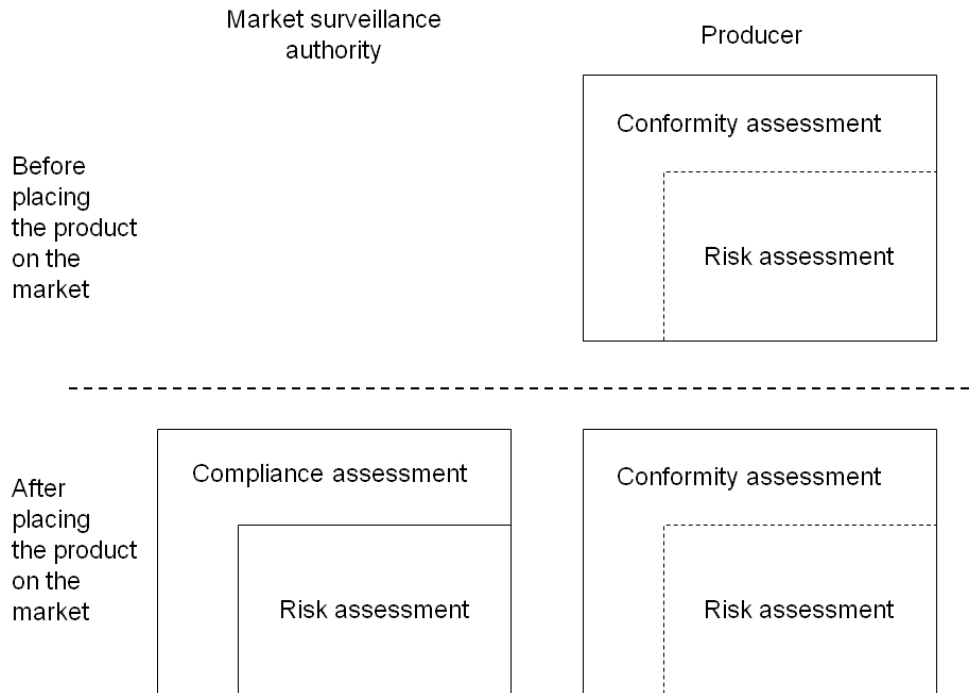 Market surveillance
authority
Producer
Before
placing
the product
on the
market
Conformity assessment
Risk assessment
After
placing
the product
on the
market
Compliance assessment
Risk assessment
Conformity assessment
Risk assessment